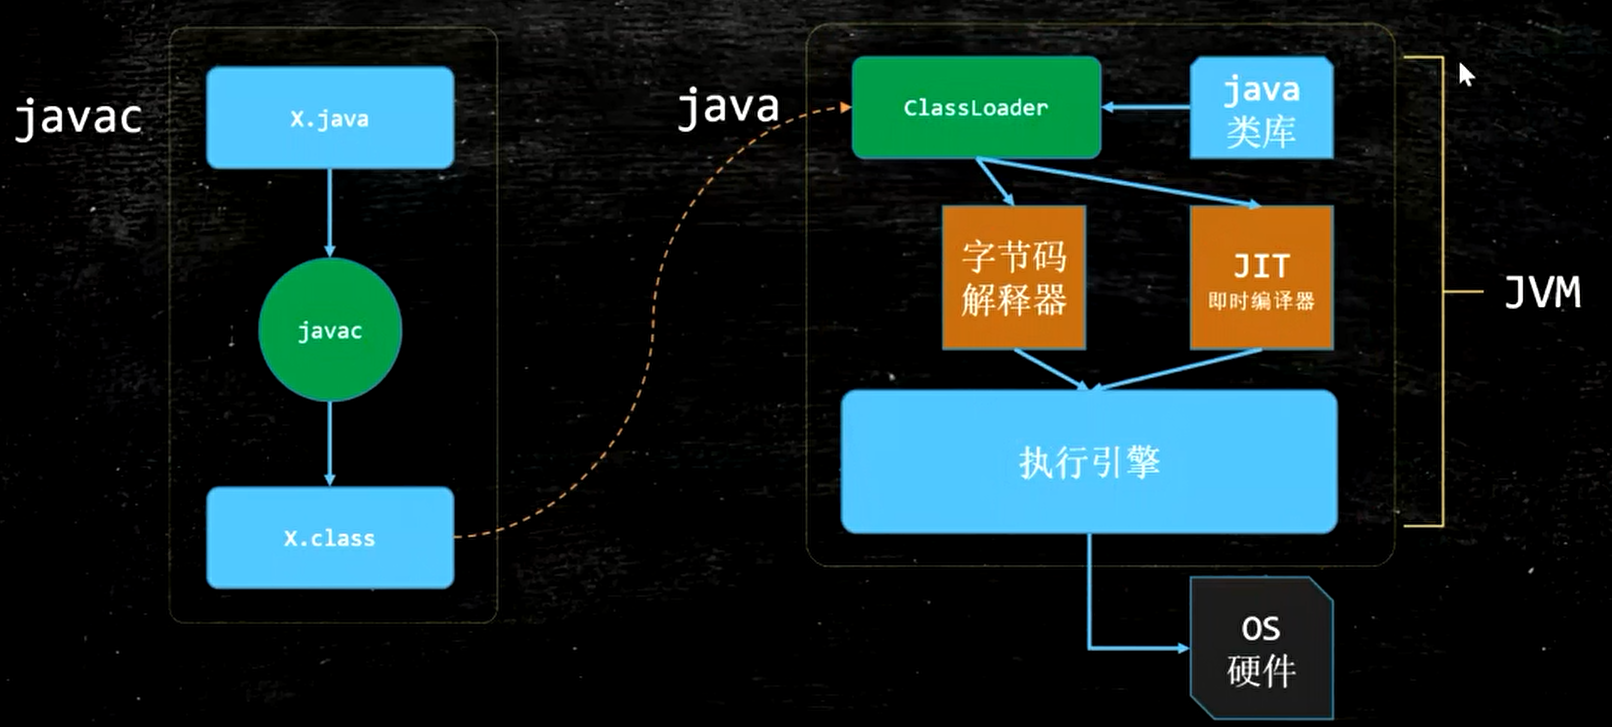 javac
X.java
javac
X.class
java
ClassLoader
java
类库
字节码
解释器
JIT
即时编译器
执行引擎
JVM
OS
硬件